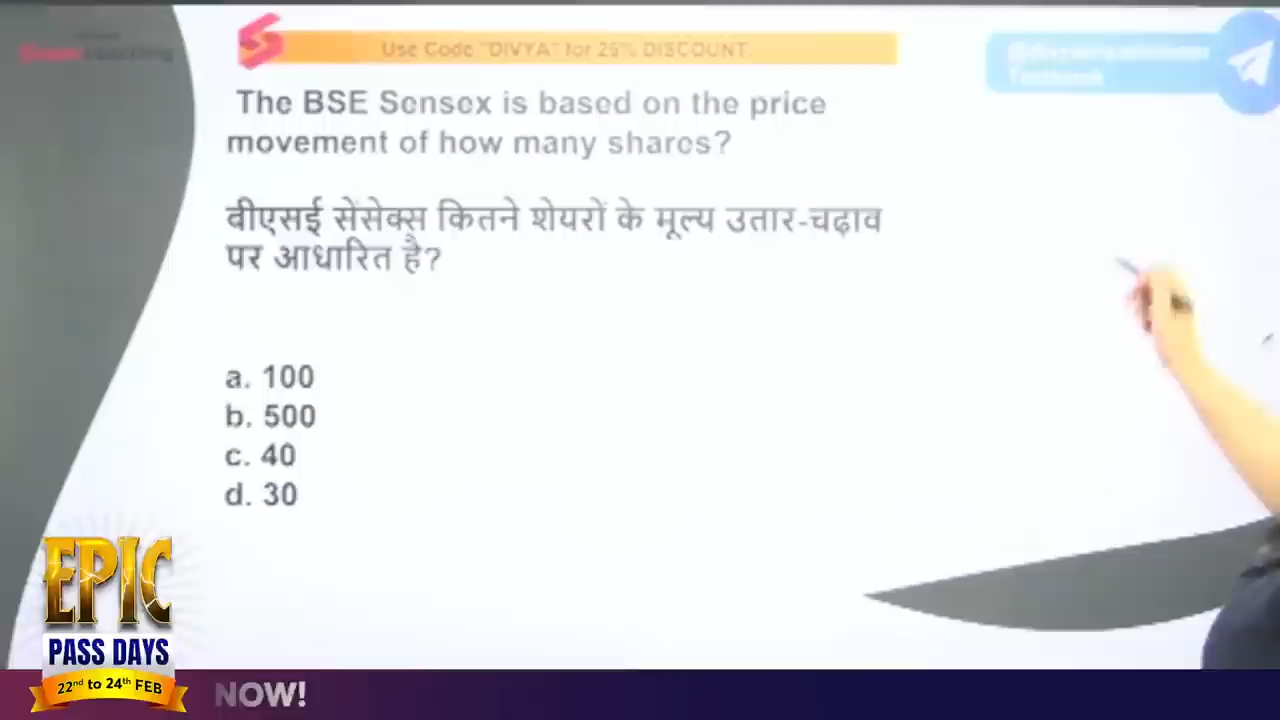 coaching
Use Code "DIVYA" for 25% DISCOUNT.
Testbook
The BSE Sensex is based on the price
movement of how many shares?
बीएसई सेंसेक्स कितने शेयरों के मूल्य उतार-चढ़ाव
पर आधारित है?
a. 100
b. 500
c. 40
d. 30
EPIC
PASS DAYS
22nd to 24th FEB
NOW!